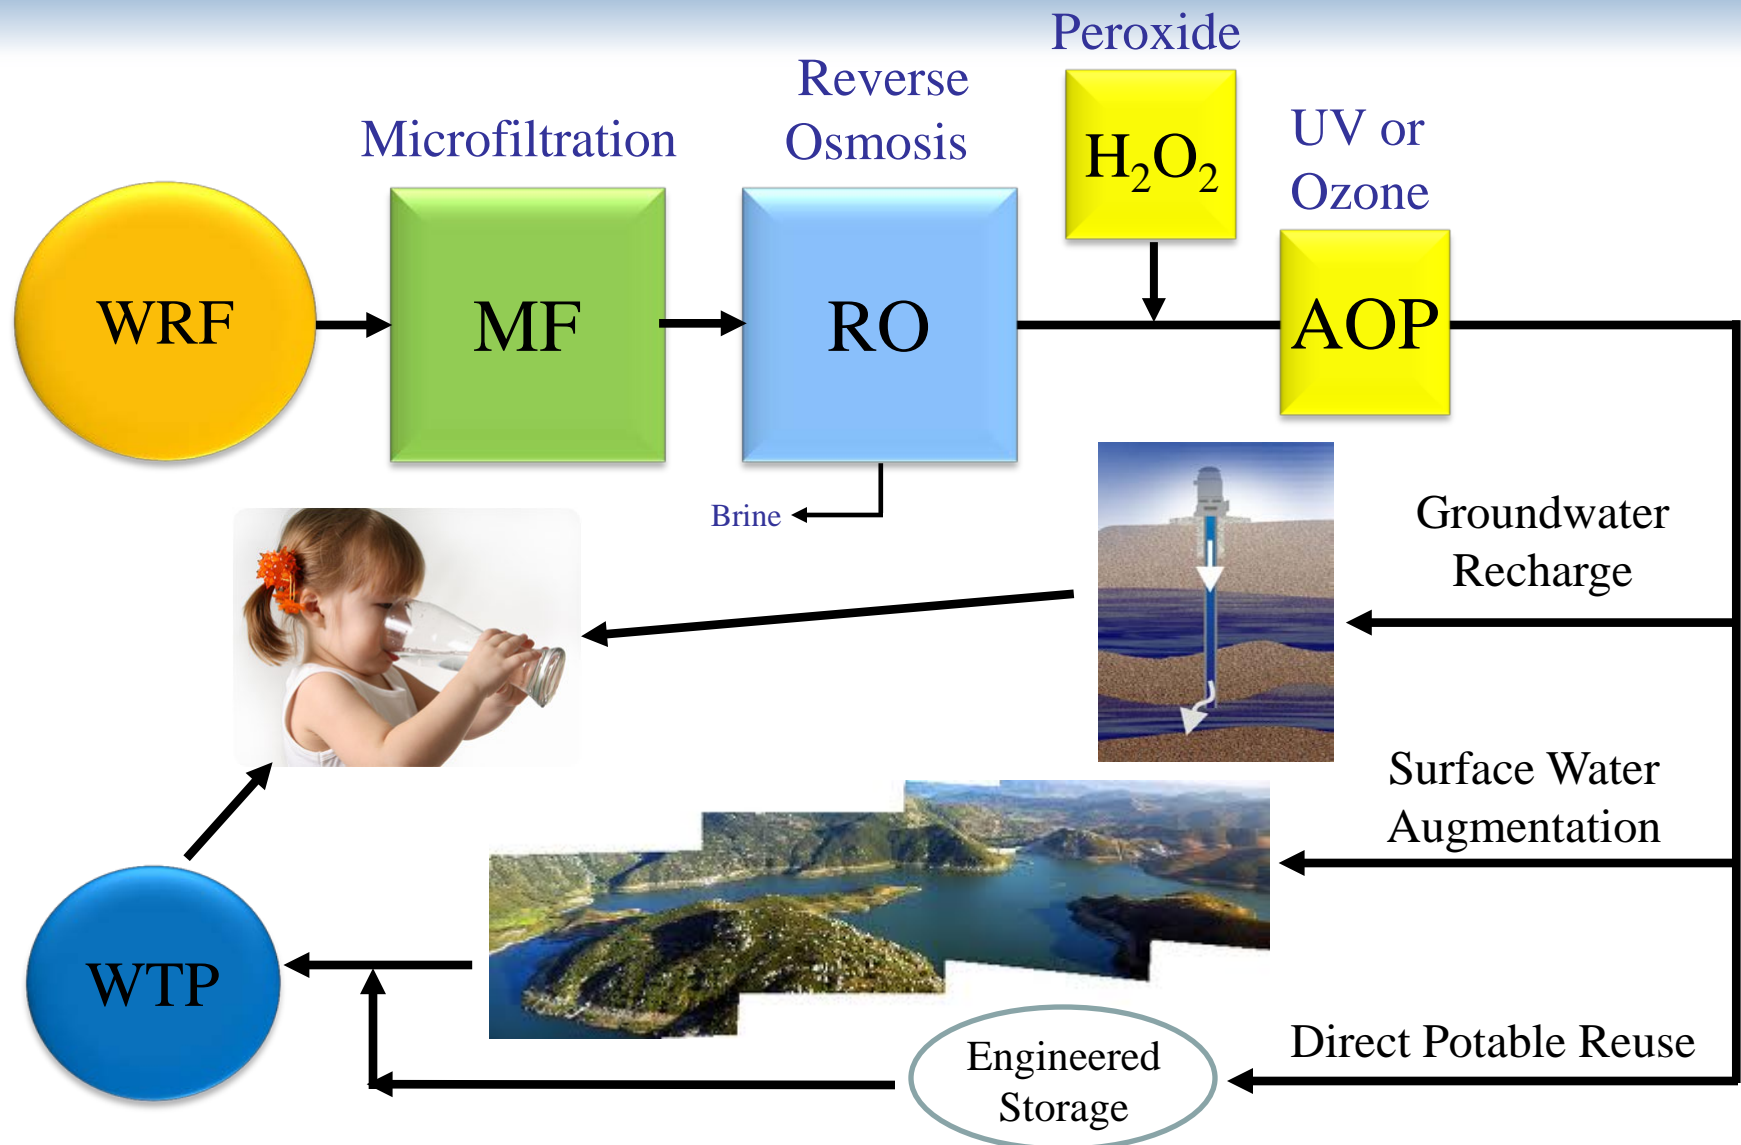 Peroxide
Reverse
Osmosis
Microfiltration
H₂O₂
UV or
Ozone
WRF
MF
RO
AOP
Brine
Groundwater
Recharge
Surface Water
Augmentation
WTP
Direct Potable Reuse
Engineered
Storage